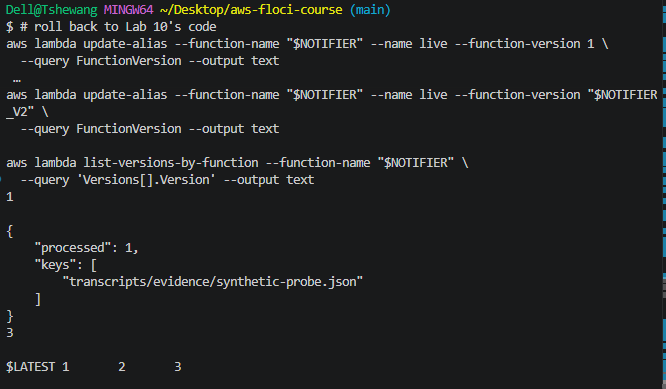 Dell@Tshewang MINGW64 ~/Desktop/aws-floci-course (main)
$ # roll back to Lab 10's code
aws lambda update-alias --function-name "$NOTIFIER" --name live --function-version 1 \
  --query FunctionVersion --output text
 …
aws lambda update-alias --function-name "$NOTIFIER" --name live --function-version "$NOTIFIER
_V2" \
  --query FunctionVersion --output text

aws lambda list-versions-by-function --function-name "$NOTIFIER" \
  --query 'Versions[].Version' --output text
1

{
    "processed": 1,
    "keys": [
        "transcripts/evidence/synthetic-probe.json"
    ]
}
3

$LATEST 1       2       3